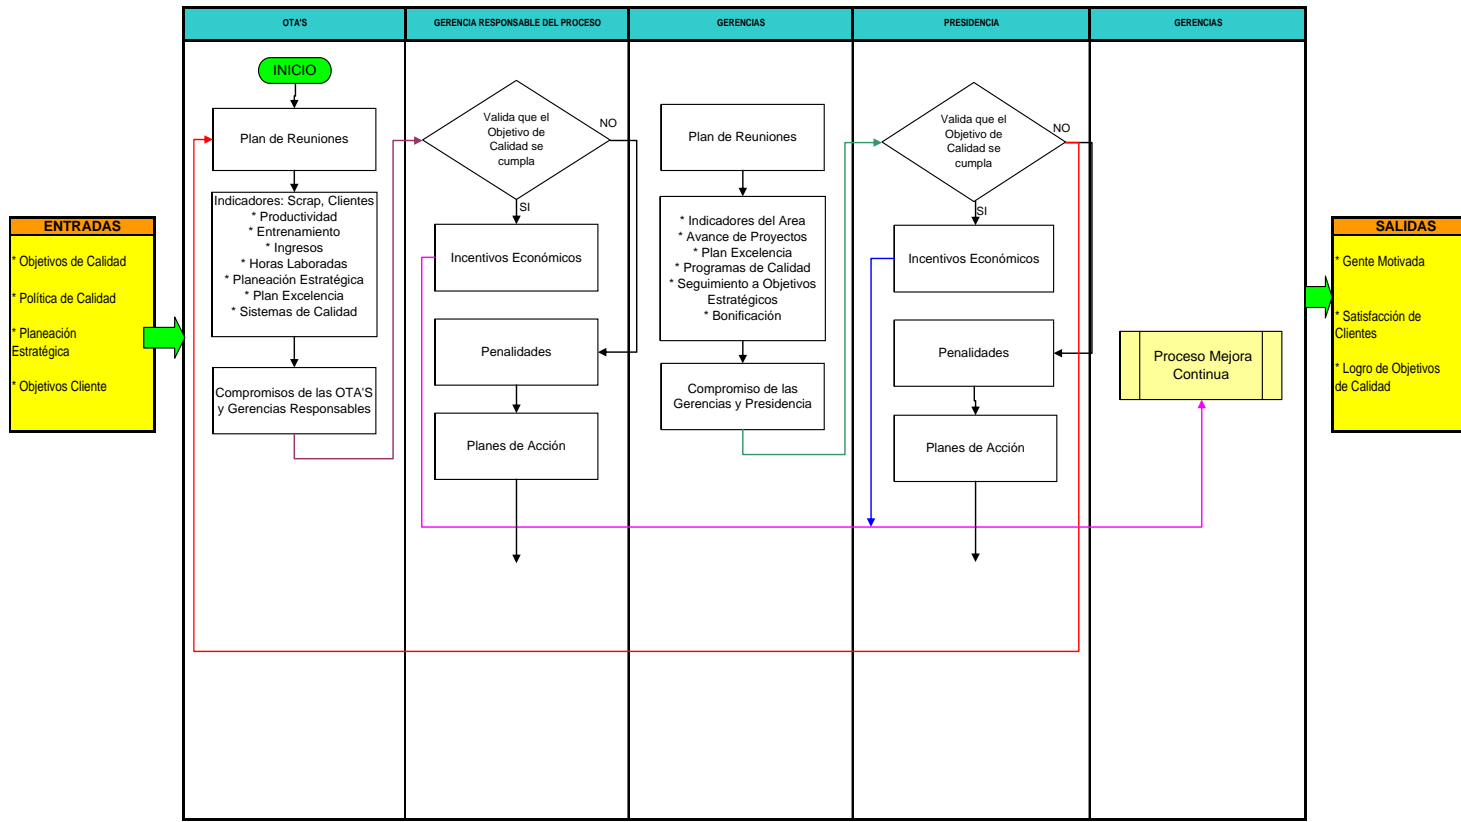 OTA'S
GERENCIA RESPONSABLE DEL PROCESO
GERENCIAS
PRESIDENCIA
GERENCIAS
ENTRADAS
* Objetivos de Calidad
* Política de Calidad
* Planeación
Estratégica
* Objetivos Cliente
INICIO
Plan de Reuniones
Indicadores: Scrap, Clientes
* Productividad
* Entrenamiento
* Ingresos
* Horas Laboradas
* Planeación Estratégica
* Plan Excelencia
* Sistemas de Calidad
Compromisos de las OTA'S
y Gerencias Responsables
Valida que el
Objetivo de
Calidad se
cumpla
NO
SI
Incentivos Económicos
Penalidades
Planes de Acción
Plan de Reuniones
* Indicadores del Area
* Avance de Proyectos
* Plan Excelencia
* Programas de Calidad
* Seguimiento a Objetivos
Estratégicos
* Bonificación
Compromiso de las
Gerencias y Presidencia
Valida que el
Objetivo de
Calidad se
cumpla
NO
SI
Incentivos Económicos
Penalidades
Planes de Acción
Proceso Mejora
Continua
SALIDAS
* Gente Motivada
* Satisfacción de
Clientes
* Logro de Objetivos
de Calidad